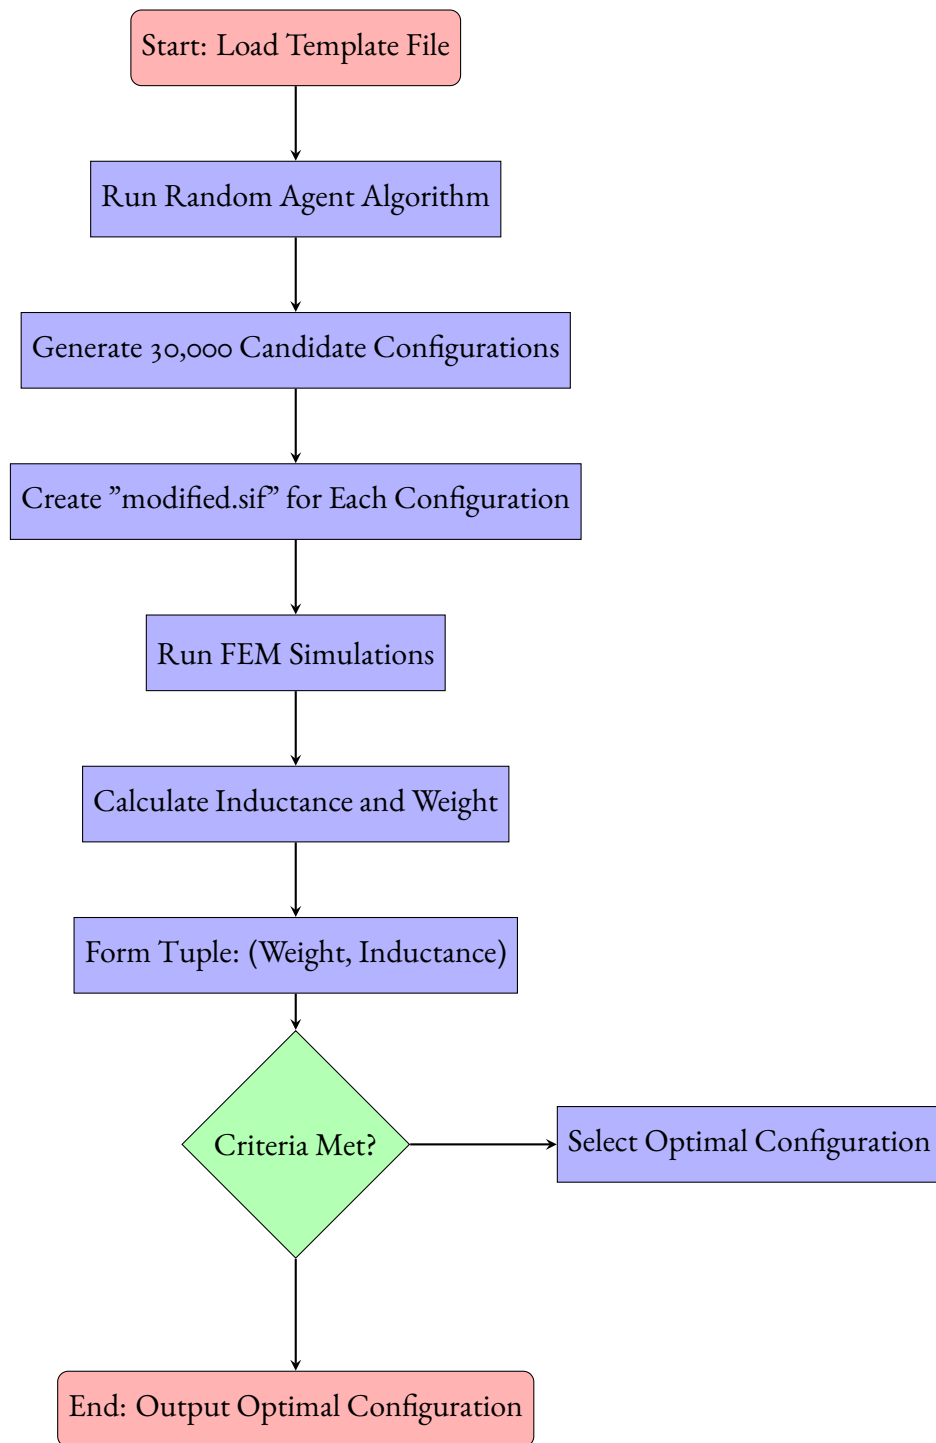 Start: Load Template File
Run Random Agent Algorithm
Generate 30,000 Candidate Configurations
Create ”modified.sif” for Each Configuration
Run FEM Simulations
Calculate Inductance and Weight
Form Tuple: (Weight, Inductance)
Criteria Met?
Select Optimal Configuration
End: Output Optimal Configuration